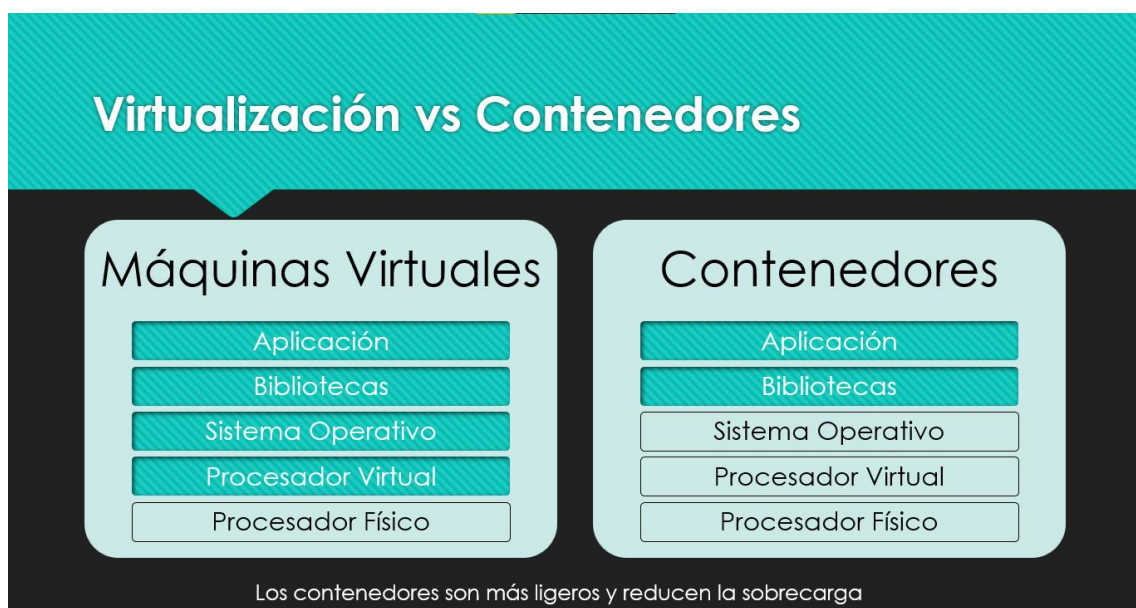 Virtualización vs Contenedores
Máquinas Virtuales
Aplicación
Bibliotecas
Sistema Operativo
Procesador Virtual
Procesador Físico
Contenedores
Aplicación
Bibliotecas
Sistema Operativo
Procesador Virtual
Procesador Físico
Los contenedores son más ligeros y reducen la sobrecarga